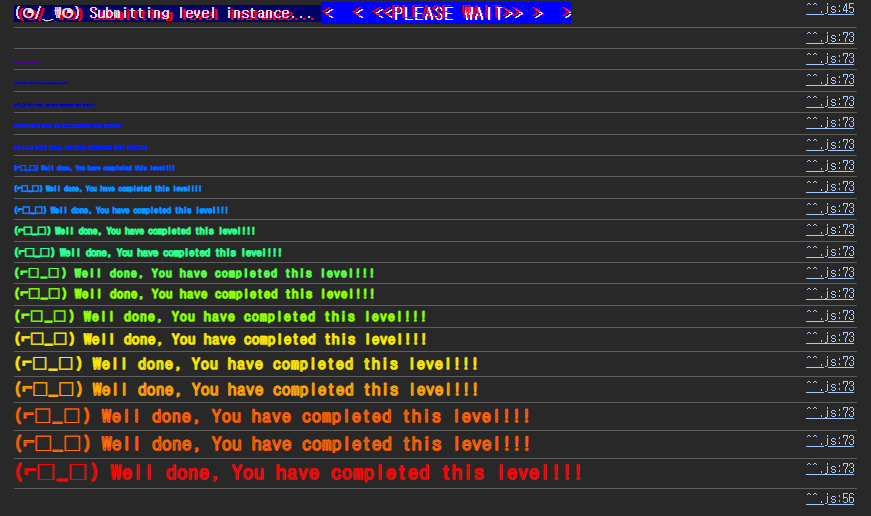 (◕/‿\◕) Submitting level instance... < < <<PLEASE WAIT>> > > ^^.js:45
^^.js:73
^^.js:73
^^.js:73
^^.js:73
^^.js:73
^^.js:73
(⌐□_□) Well done, You have completed this level!!! ^^.js:73
(⌐□_□) Well done, You have completed this level!!! ^^.js:73
(⌐□_□) Well done, You have completed this level!!! ^^.js:73
(⌐□_□) Well done, You have completed this level!!! ^^.js:73
(⌐□_□) Well done, You have completed this level!!! ^^.js:73
(⌐□_□) Well done, You have completed this level!!! ^^.js:73
(⌐□_□) Well done, You have completed this level!!! ^^.js:73
(⌐□_□) Well done, You have completed this level!!! ^^.js:73
(⌐□_□) Well done, You have completed this level!!! ^^.js:73
(⌐□_□) Well done, You have completed this level!!! ^^.js:73
(⌐□_□) Well done, You have completed this level!!! ^^.js:73
(⌐□_□) Well done, You have completed this level!!! ^^.js:73
(⌐□_□) Well done, You have completed this level!!! ^^.js:73
(⌐□_□) Well done, You have completed this level!!! ^^.js:73
^^.js:56